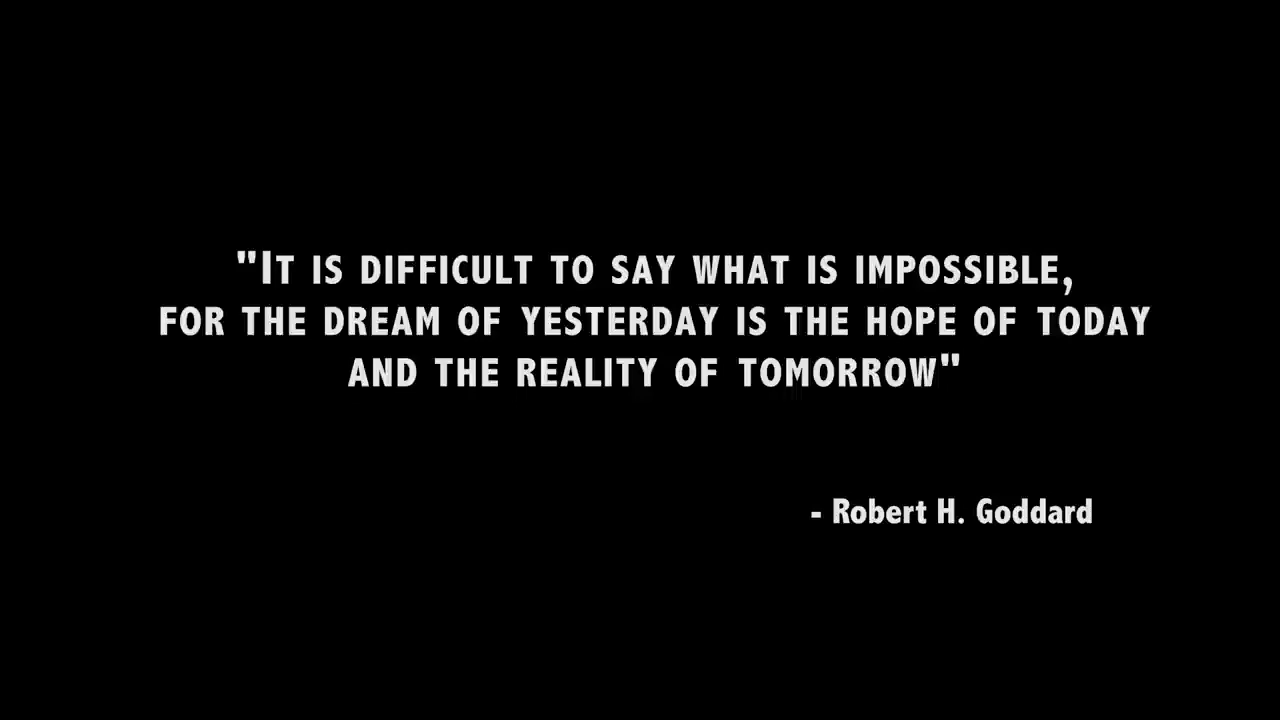 "It is difficult to say what is impossible,
for the dream of yesterday is the hope of today
and the reality of tomorrow"
- Robert H. Goddard